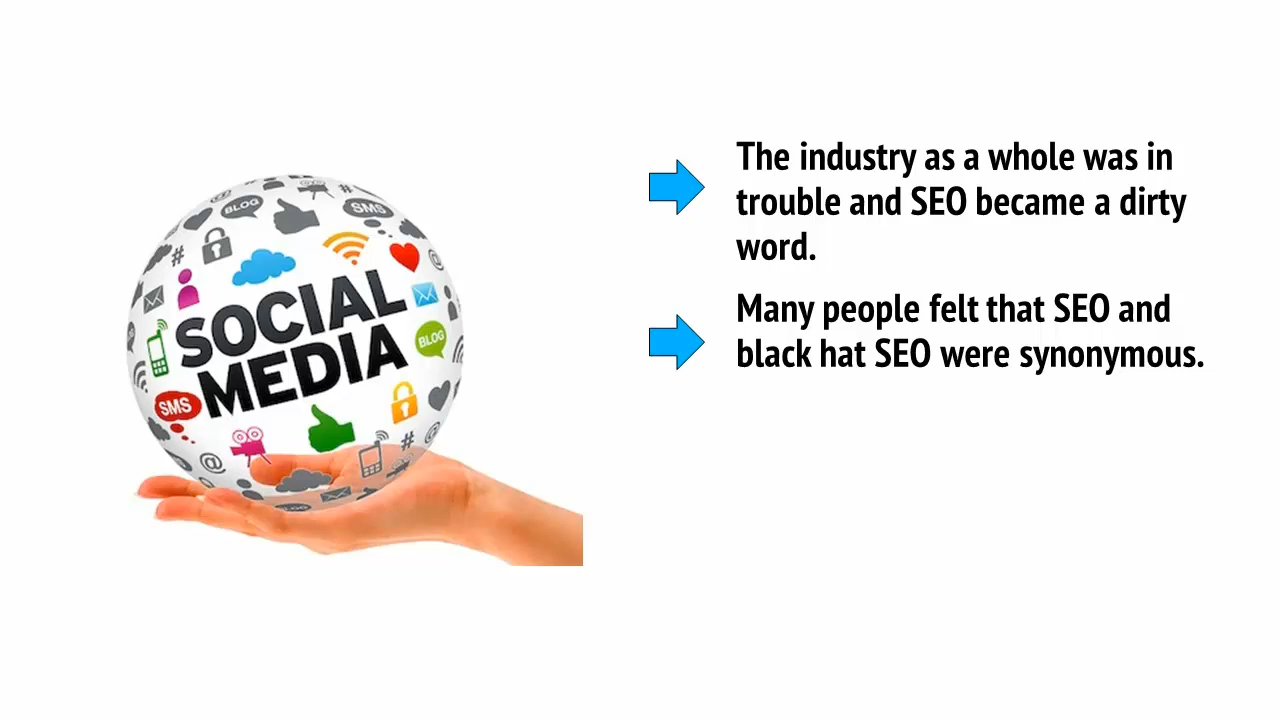 BLOG
SMS
#
@
SOCIAL
MEDIA
BLOG
SMS
@
#
@
The industry as a whole was in
trouble and SEO became a dirty
word.
Many people felt that SEO and
black hat SEO were synonymous.